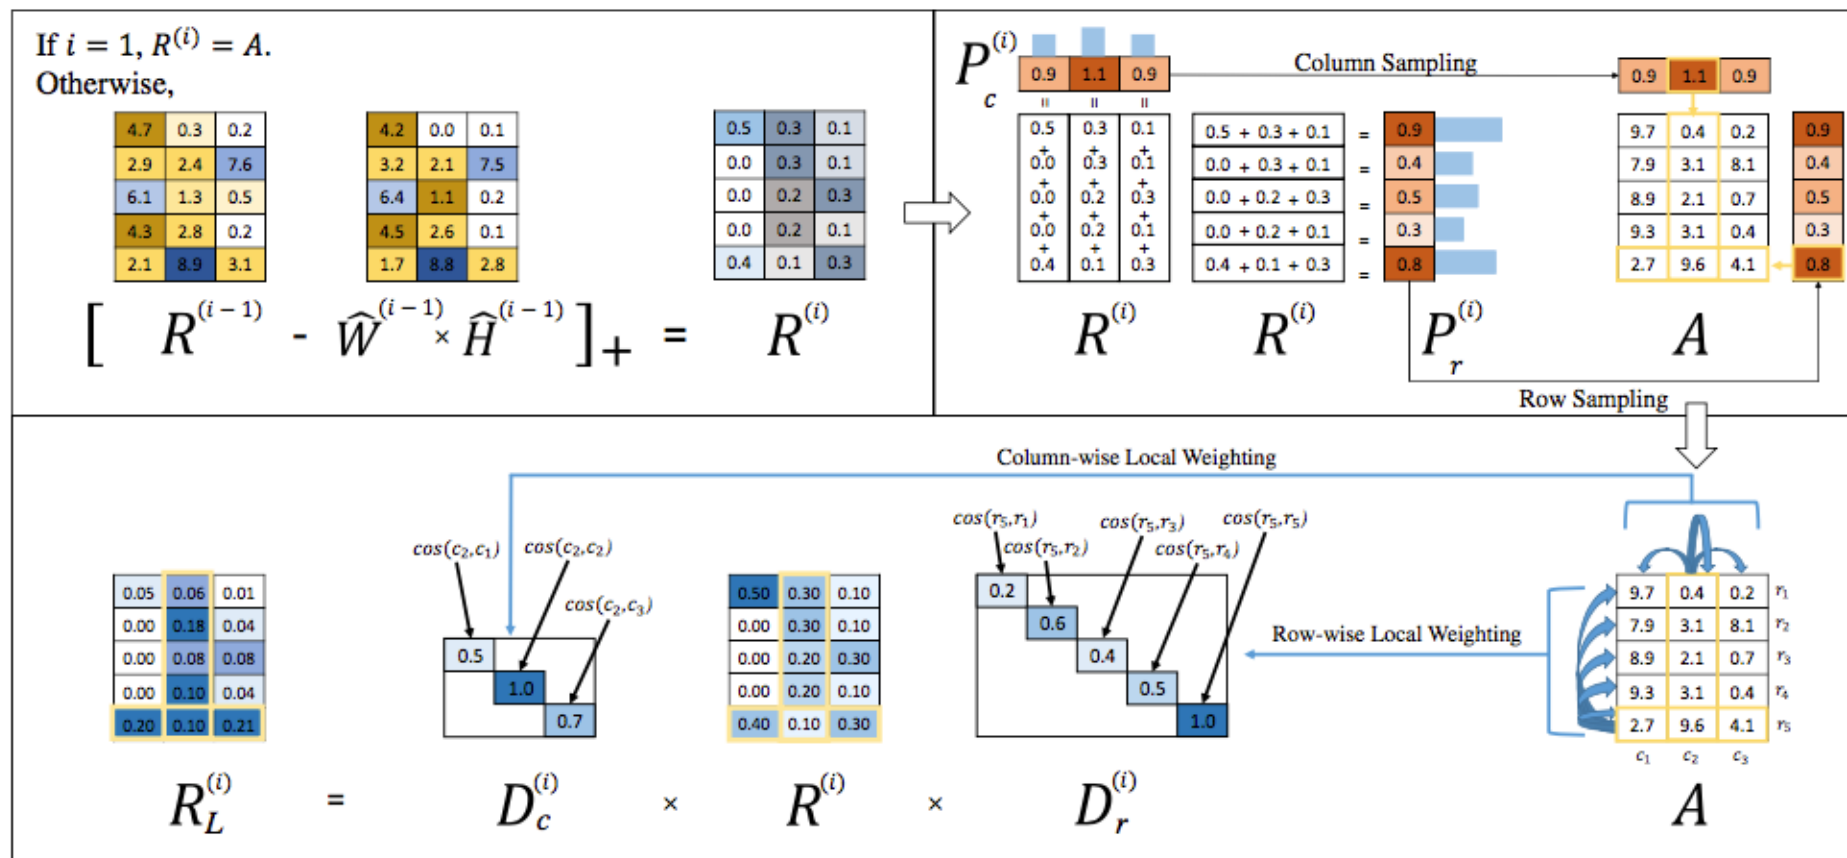 If i = 1, R^(i) = A.
Otherwise,
4.7 0.3 0.2
2.9 2.4 7.6
6.1 1.3 0.5
4.3 2.8 0.2
2.1 8.9 3.1
4.2 0.0 0.1
3.2 2.1 7.5
6.4 1.1 0.2
4.5 2.6 0.1
1.7 8.8 2.8
0.5 0.3 0.1
0.0 0.3 0.1
0.0 0.2 0.3
0.0 0.2 0.1
0.4 0.1 0.3
[ R^(i − 1) - Ŵ^(i − 1) × Ĥ^(i − 1) ]_+ = R^(i)
P_c^(i)
0.9 1.1 0.9
= = =
0.5 0.3 0.1
+ + +
0.0 0.3 0.1
+ + +
0.0 0.2 0.3
+ + +
0.0 0.2 0.1
+ + +
0.4 0.1 0.3
R^(i)
0.5 + 0.3 + 0.1 = 0.9
0.0 + 0.3 + 0.1 = 0.4
0.0 + 0.2 + 0.3 = 0.5
0.0 + 0.2 + 0.1 = 0.3
0.4 + 0.1 + 0.3 = 0.8
R^(i)
P_r^(i)
Column Sampling
0.9 1.1 0.9
9.7 0.4 0.2 0.9
7.9 3.1 8.1 0.4
8.9 2.1 0.7 0.5
9.3 3.1 0.4 0.3
2.7 9.6 4.1 0.8
A
Row Sampling
Column-wise Local Weighting
0.05 0.06 0.01
0.00 0.18 0.04
0.00 0.08 0.08
0.00 0.10 0.04
0.20 0.10 0.21
cos(c₂,c₁)
cos(c₂,c₂)
cos(c₂,c₃)
0.5
1.0
0.7
0.50 0.30 0.10
0.00 0.30 0.10
0.00 0.20 0.30
0.00 0.20 0.10
0.40 0.10 0.30
cos(r₅,r₁)
cos(r₅,r₂)
cos(r₅,r₃)
cos(r₅,r₄)
cos(r₅,r₅)
0.2
0.6
0.4
0.5
1.0
Row-wise Local Weighting
9.7 0.4 0.2 r₁
7.9 3.1 8.1 r₂
8.9 2.1 0.7 r₃
9.3 3.1 0.4 r₄
2.7 9.6 4.1 r₅
c₁ c₂ c₃
R_L^(i) = D_c^(i) × R^(i) × D_r^(i)
A